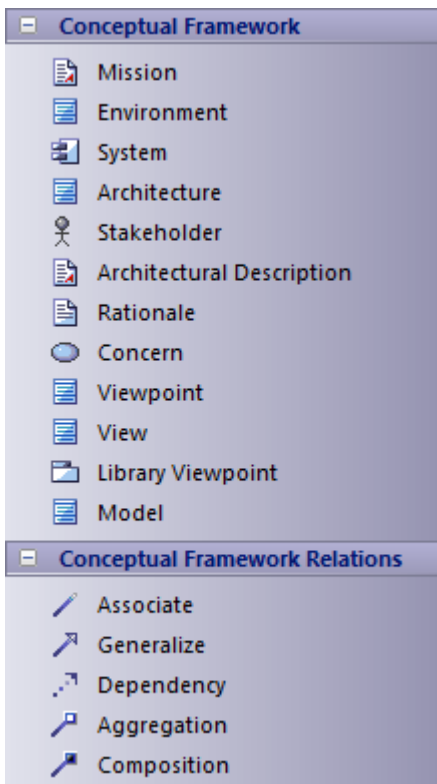 Conceptual Framework
Mission
Environment
System
Architecture
Stakeholder
Architectural Description
Rationale
Concern
Viewpoint
View
Library Viewpoint
Model
Conceptual Framework Relations
Associate
Generalize
Dependency
Aggregation
Composition